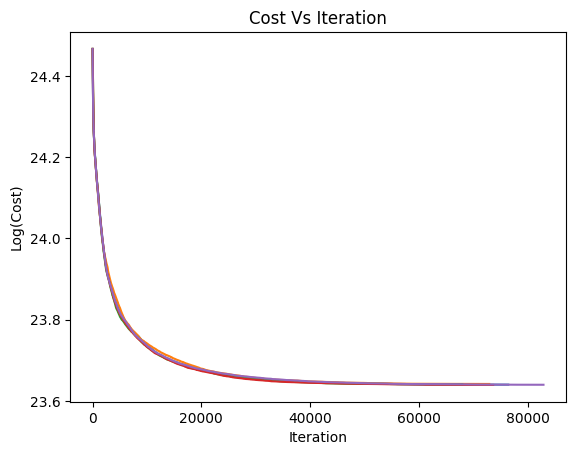 Cost Vs Iteration
Log(Cost)
24.4
24.2
24.0
23.8
23.6
0 20000 40000 60000 80000
Iteration